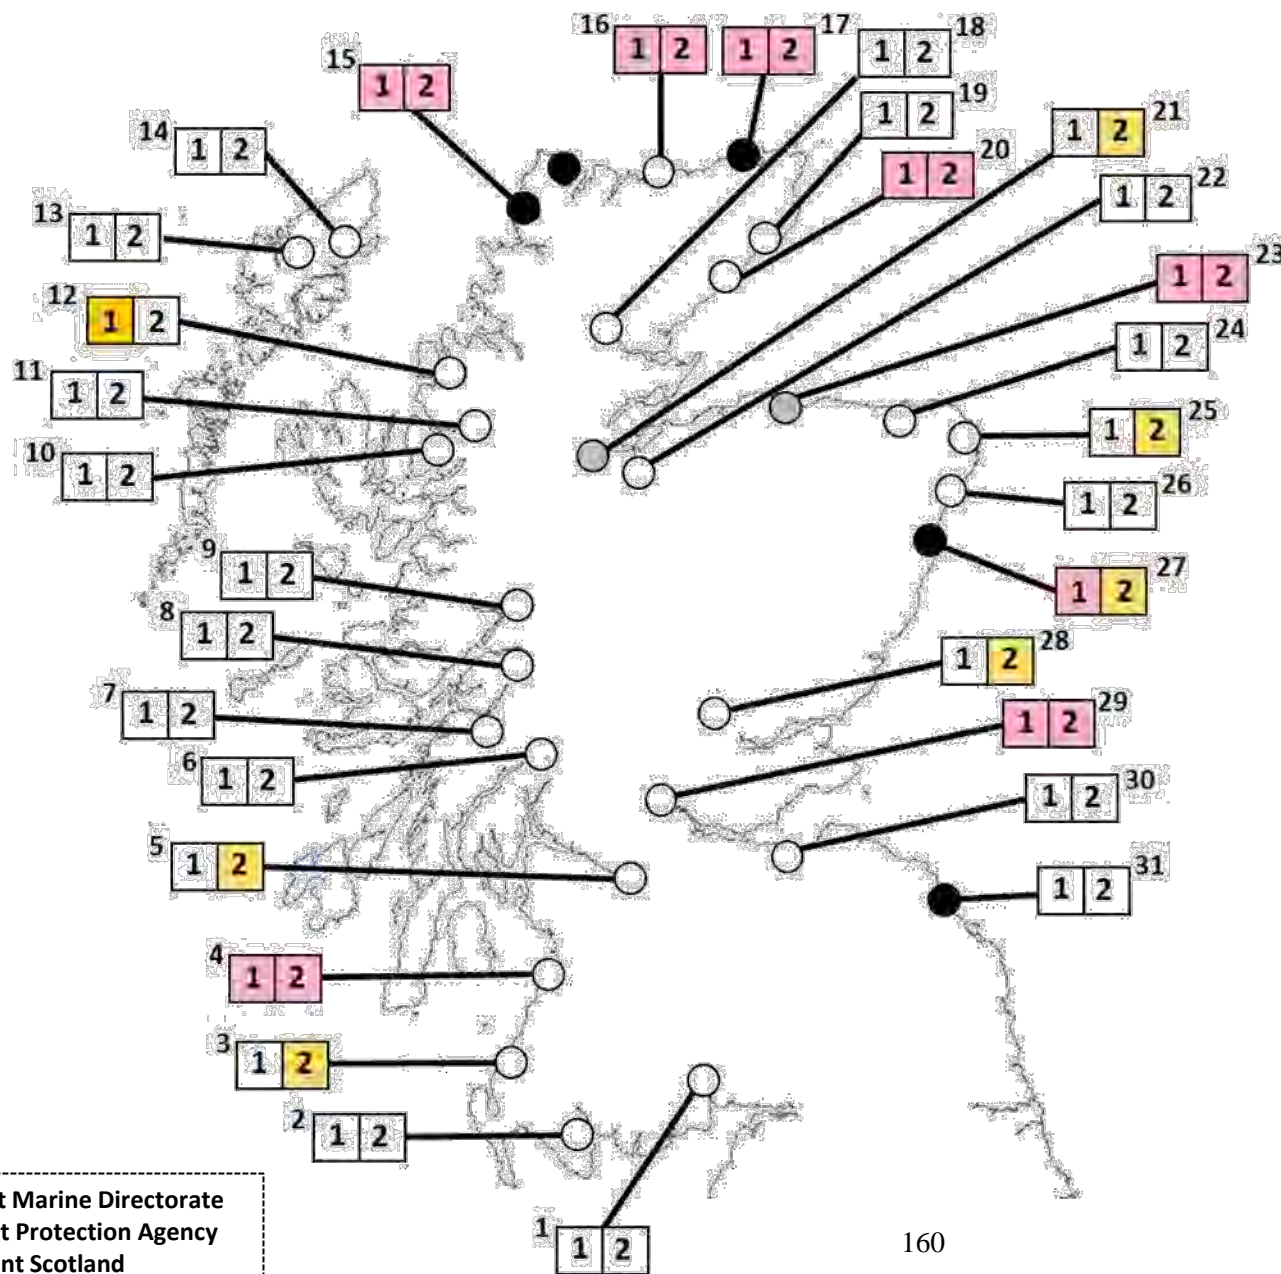 16 1 2
1 2 17
1 2 18
15 1 2
1 2 19
14 1 2
1 2 20
1 2 21
1 2 22
13 1 2
1 2 23
12 1 2
1 2 24
11 1 2
1 2 25
10 1 2
1 2 26
9 1 2
1 2 27
8 1 2
1 2 28
7 1 2
1 2 29
6 1 2
1 2 30
5 1 2
1 2 31
4 1 2
3 1 2
2 1 2
t Marine Directorate
t Protection Agency
nt Scotland
1 1 2
160